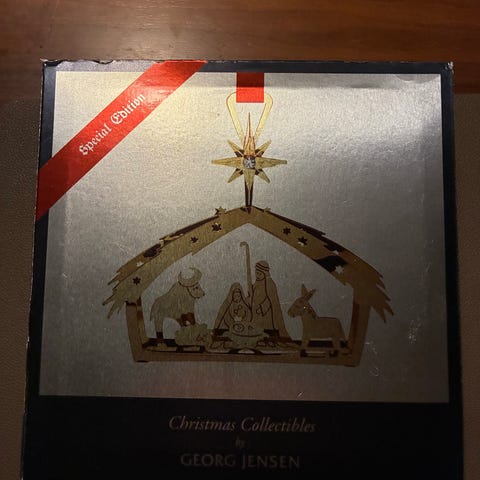 Special Edition
Christmas Collectibles
by
GEORG JENSEN